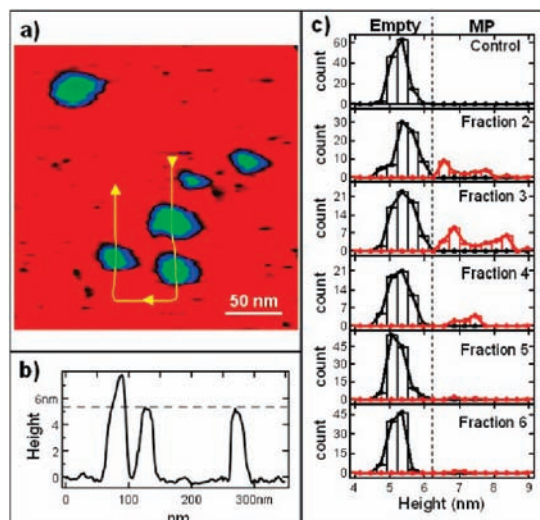 a)
50 nm
b)
Height
6nm
4
2
0
0 100 200 300nm
nm
c)
Empty MP
Control
count
60
40
20
0
Fraction 2
count
30
20
10
0
Fraction 3
count
21
14
7
0
Fraction 4
count
21
14
7
0
Fraction 5
count
45
30
15
0
Fraction 6
count
45
30
15
0
4 5 6 7 8 9
Height (nm)